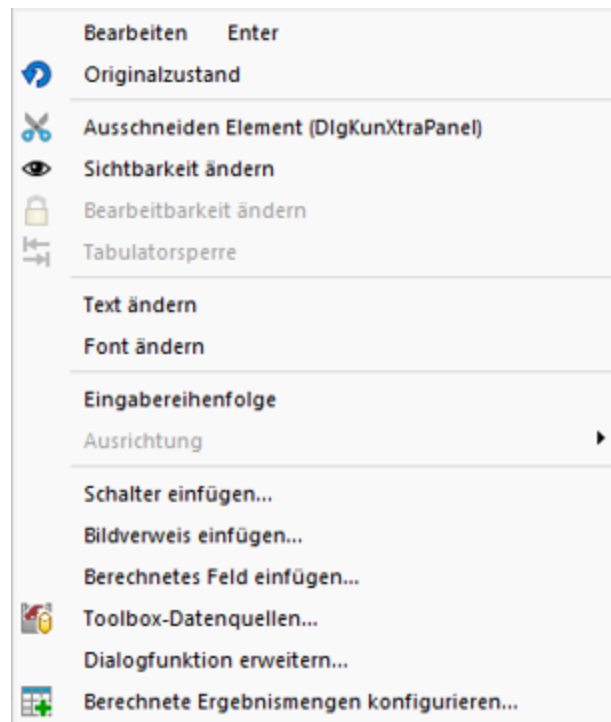 Bearbeiten Enter
Originalzustand
Ausschneiden Element (DlgKunXtraPanel)
Sichtbarkeit ändern
Bearbeitbarkeit ändern
Tabulatorsperre
Text ändern
Font ändern
Eingabereihenfolge
Ausrichtung
Schalter einfügen...
Bildverweis einfügen...
Berechnetes Feld einfügen...
Toolbox-Datenquellen...
Dialogfunktion erweitern...
Berechnete Ergebnismengen konfigurieren...